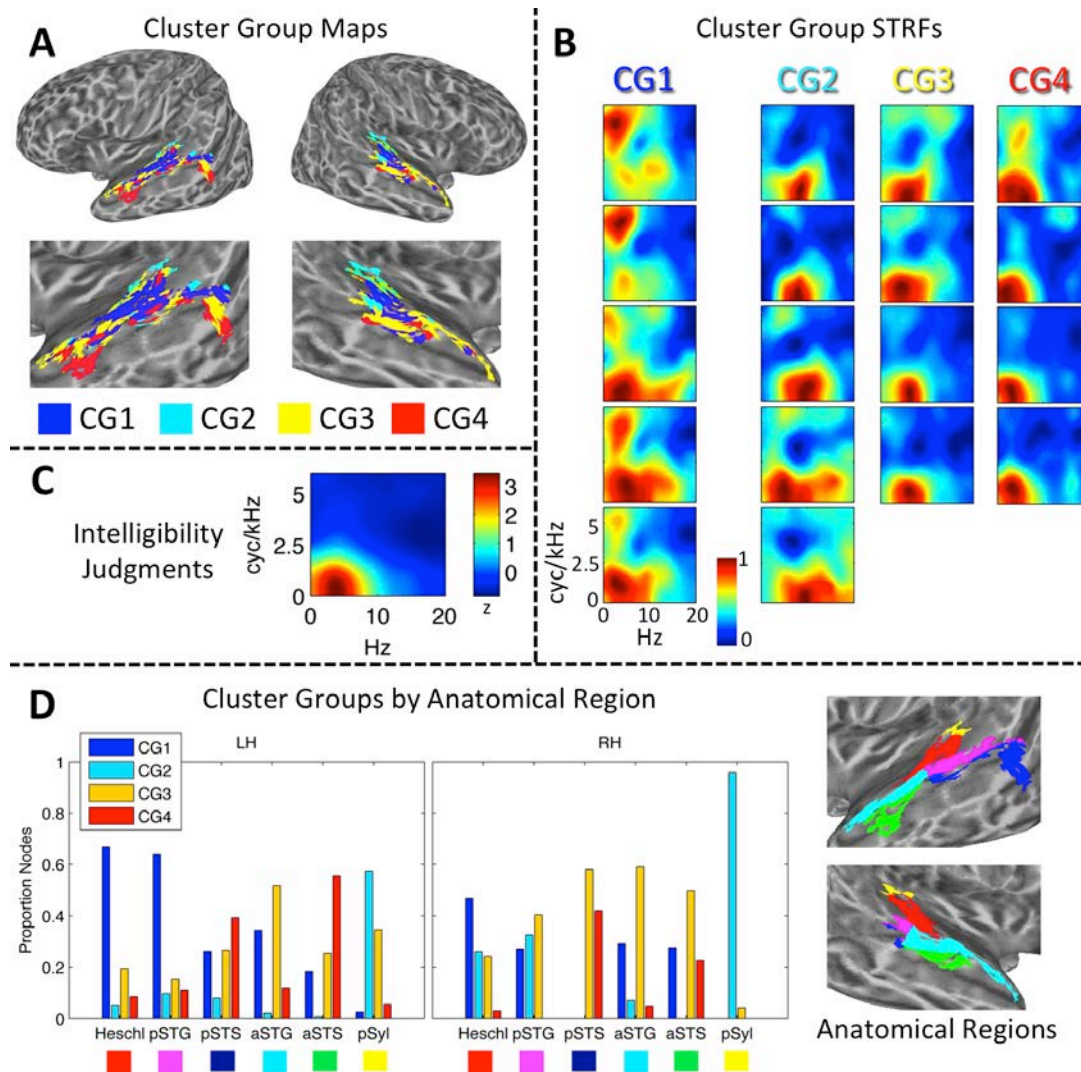 A
Cluster Group Maps
CG1 CG2 CG3 CG4
B
Cluster Group STRFs
CG1 CG2 CG3 CG4
cyc/kHz
5
2.5
0
0 10 20
Hz
1
0
C
Intelligibility
Judgments
cyc/kHz
5
2.5
0
0 10 20
Hz
3
2
1
0
z
D
Cluster Groups by Anatomical Region
CG1
CG2
CG3
CG4
LH
RH
Proportion Nodes
1
0.8
0.6
0.4
0.2
0
Heschl pSTG pSTS aSTG aSTS pSyl
Heschl pSTG pSTS aSTG aSTS pSyl
Anatomical Regions